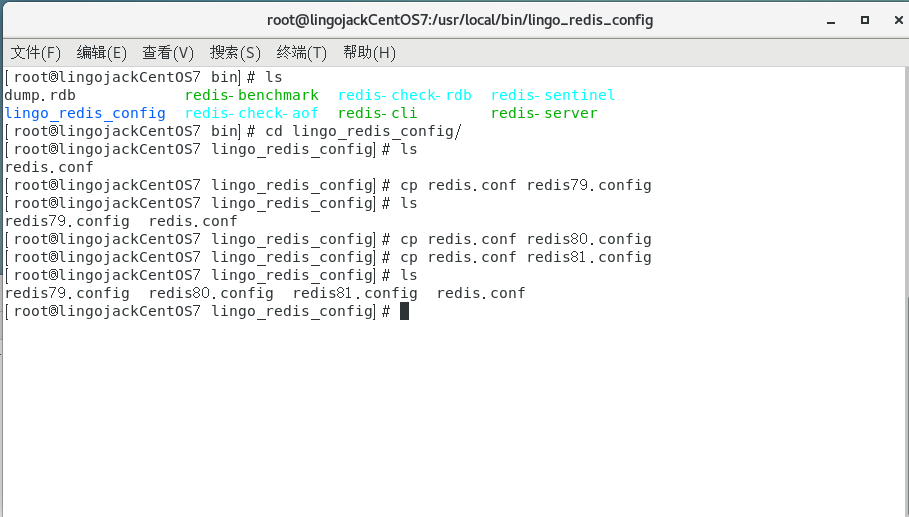 root@lingojackCentOS7:/usr/local/bin/lingo_redis_config
文件(F) 编辑(E) 查看(V) 搜索(S) 终端(T) 帮助(H)
[root@lingojackCentOS7 bin]# ls
dump.rdb redis-benchmark redis-check-rdb redis-sentinel
lingo_redis_config redis-check-aof redis-cli redis-server
[root@lingojackCentOS7 bin]# cd lingo_redis_config/
[root@lingojackCentOS7 lingo_redis_config]# ls
redis.conf
[root@lingojackCentOS7 lingo_redis_config]# cp redis.conf redis79.config
[root@lingojackCentOS7 lingo_redis_config]# ls
redis79.config redis.conf
[root@lingojackCentOS7 lingo_redis_config]# cp redis.conf redis80.config
[root@lingojackCentOS7 lingo_redis_config]# cp redis.conf redis81.config
[root@lingojackCentOS7 lingo_redis_config]# ls
redis79.config redis80.config redis81.config redis.conf
[root@lingojackCentOS7 lingo_redis_config]#